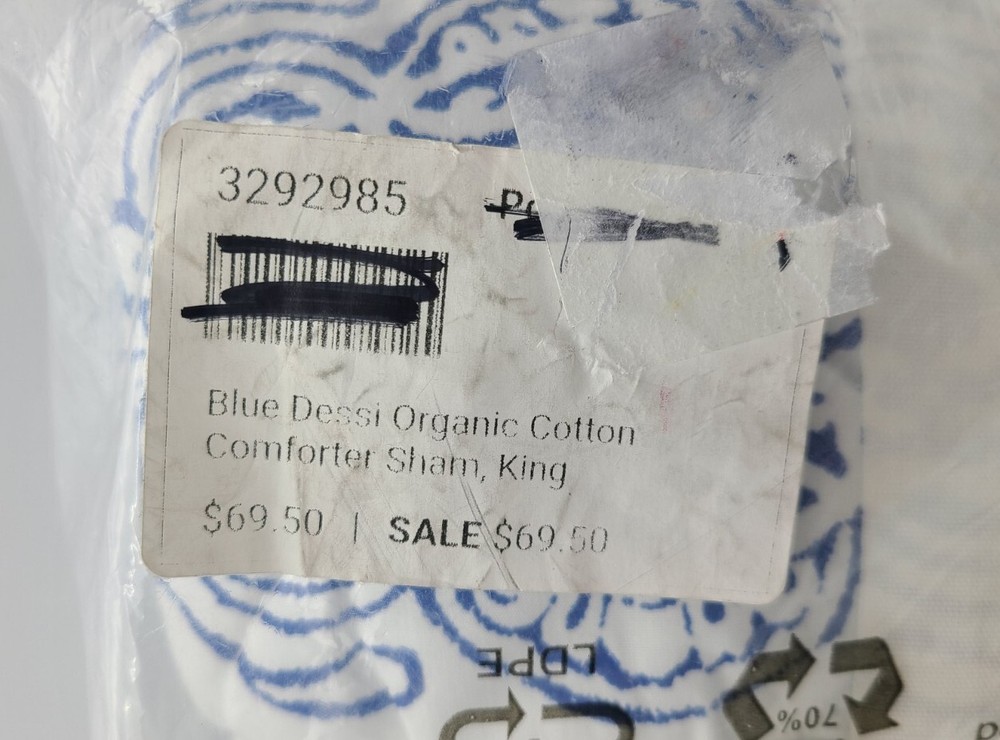 3292985
Blue Dessi Organic Cotton
Comforter Sham, King
$69.50 | SALE $69.50
LDPE
70%